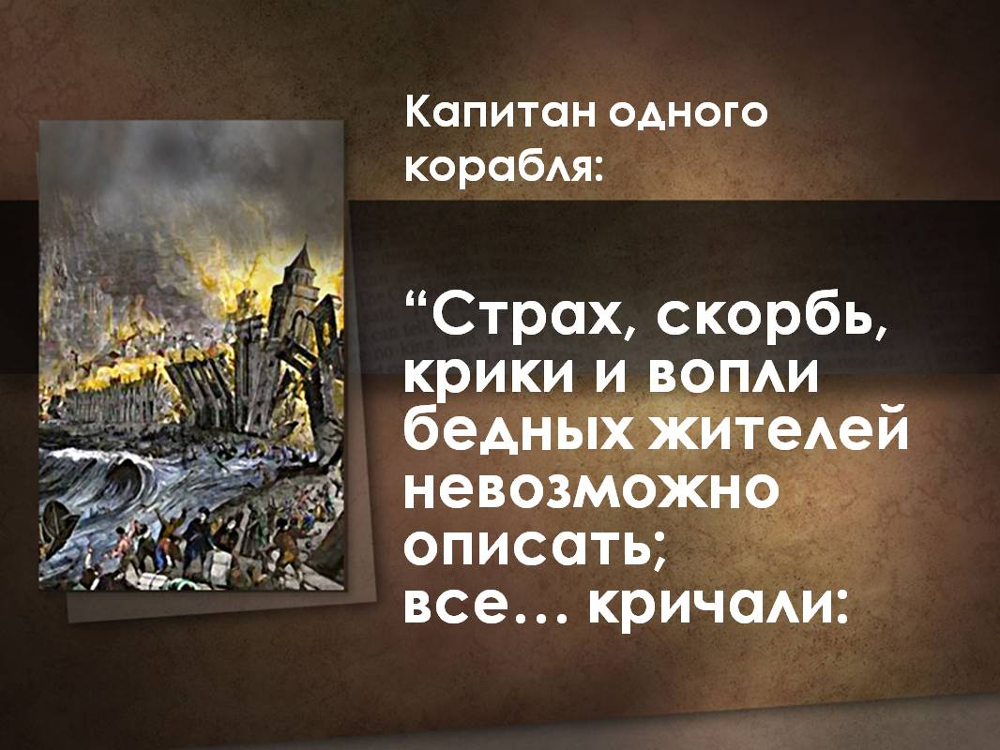 Капитан одного
корабля:
“Страх, скорбь,
крики и вопли
бедных жителей
невозможно
описать;
все… кричали: